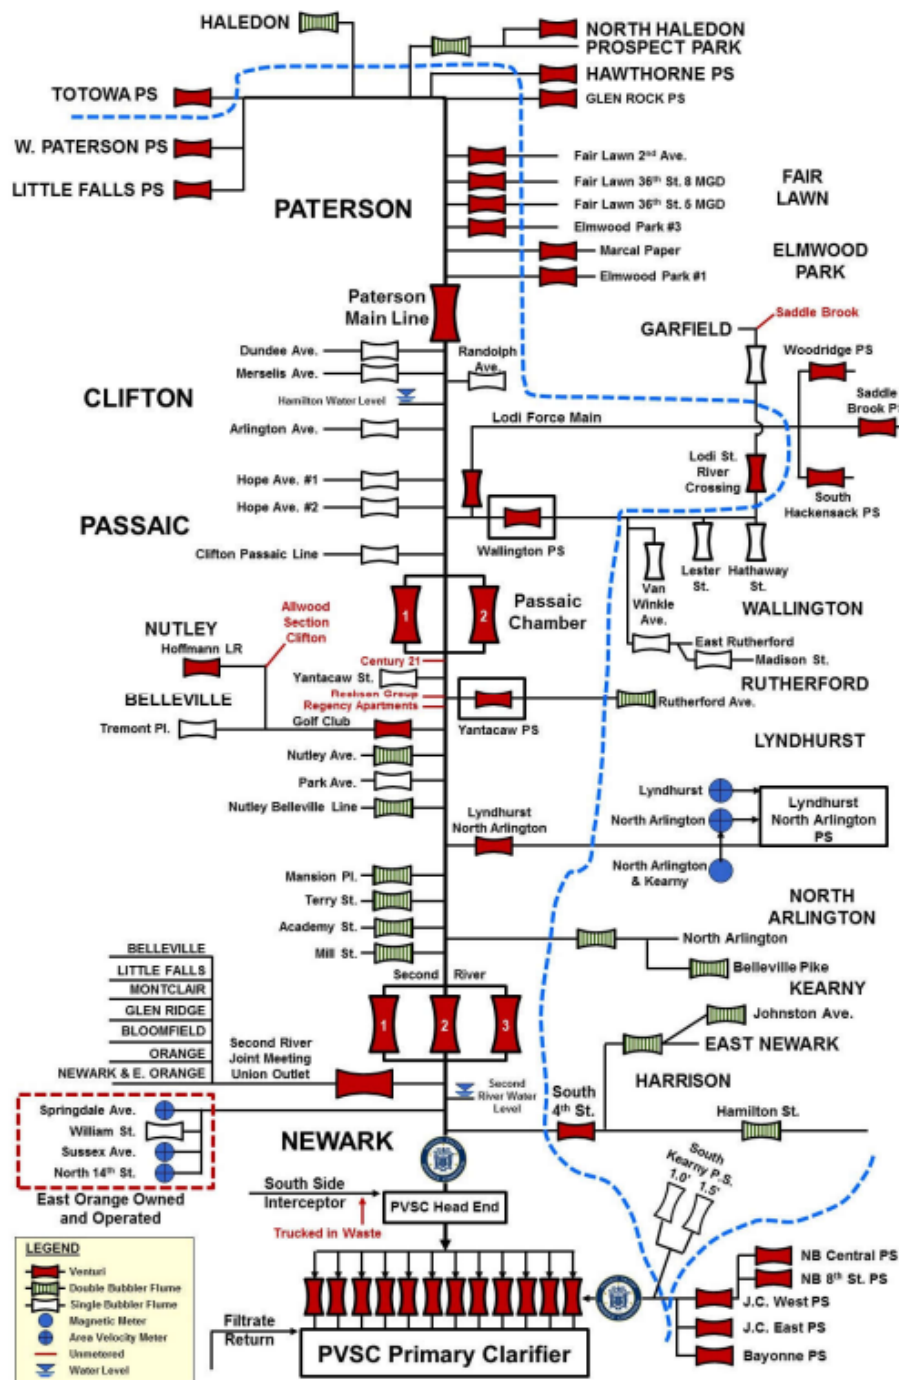 HALEDON
NORTH HALEDON
PROSPECT PARK
HAWTHORNE PS
TOTOWA PS
GLEN ROCK PS
W. PATERSON PS
LITTLE FALLS PS
PATERSON
Fair Lawn 2nd Ave.
Fair Lawn 36th St. 8 MGD
Fair Lawn 36th St. 5 MGD
Elmwood Park #3
Marcal Paper
Elmwood Park #1
FAIR
LAWN
ELMWOOD
PARK
Paterson
Main Line
GARFIELD
Saddle Brook
Woodridge PS
Saddle
Brook PS
Dundee Ave.
Merselis Ave.
Randolph
Ave.
Hamilton Water Level
CLIFTON
Arlington Ave.
Lodi Force Main
Lodi St.
River
Crossing
South
Hackensack PS
Hope Ave. #1
Hope Ave. #2
PASSAIC
Wallington PS
Clifton Passaic Line
Van
Winkle
Ave.
Lester
St.
Hathaway
St.
WALLINGTON
1
2
Passaic
Chamber
Allwood
Section
Clifton
NUTLEY
Hoffmann LR
East Rutherford
Madison St.
Century 21
Yantacaw St.
RUTHERFORD
BELLEVILLE
Regency Apartments
Rutherford Ave.
Tremont Pl.
Golf Club
Yantacaw PS
Nutley Ave.
LYNDHURST
Park Ave.
Nutley Belleville Line
Lyndhurst
North Arlington
Lyndhurst
North Arlington
Lyndhurst
North Arlington
PS
North Arlington
& Kearny
Mansion Pl.
Terry St.
Academy St.
Mill St.
NORTH
ARLINGTON
North Arlington
Belleville Pike
KEARNY
Second River
1
2
3
Johnston Ave.
EAST NEWARK
BELLEVILLE
LITTLE FALLS
MONTCLAIR
GLEN RIDGE
BLOOMFIELD
ORANGE
NEWARK & E. ORANGE
Second River
Joint Meeting
Union Outlet
Second
River Water
Level
HARRISON
South
4th St.
Hamilton St.
Springdale Ave.
William St.
Sussex Ave.
North 14th St.
East Orange Owned
and Operated
NEWARK
South
Kearny P.S.
1.0'
1.5'
South Side
Interceptor
PVSC Head End
Trucked in Waste
NB Central PS
NB 8th St. PS
J.C. West PS
J.C. East PS
Bayonne PS
Filtrate
Return
PVSC Primary Clarifier
LEGEND
Venturi
Double Bubbler Flume
Single Bubbler Flume
Magnetic Meter
Area Velocity Meter
Unmetered
Water Level